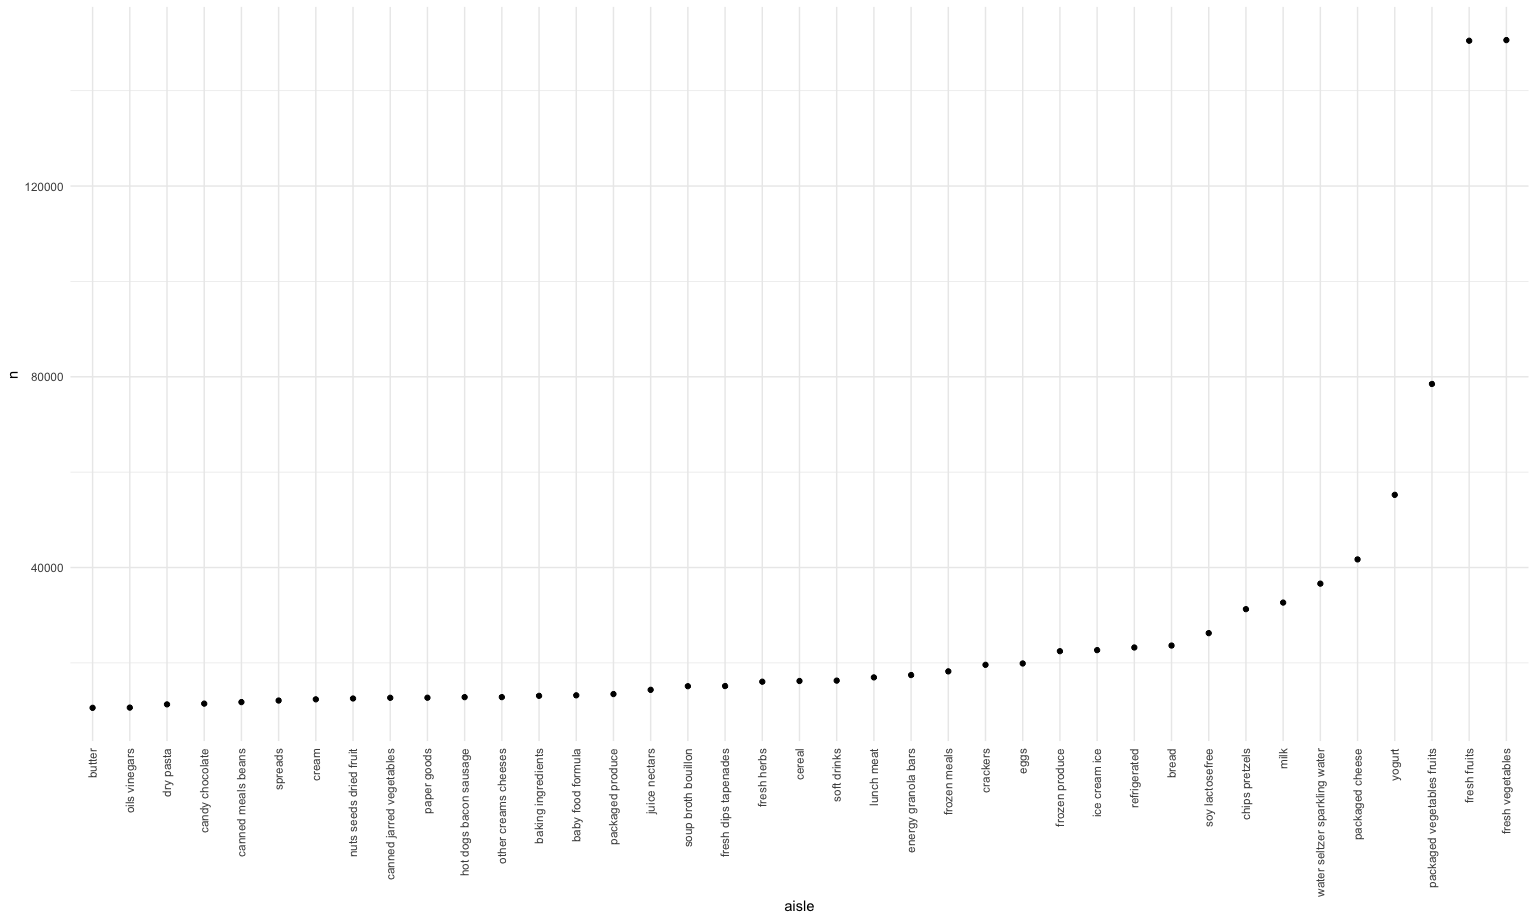 120000
80000
n
40000
butter
oils vinegars
dry pasta
candy chocolate
canned meals beans
spreads
cream
nuts seeds dried fruit
canned jarred vegetables
paper goods
hot dogs bacon sausage
other creams cheeses
baking ingredients
baby food formula
packaged produce
juice nectars
soup broth bouillon
fresh dips tapenades
fresh herbs
cereal
soft drinks
lunch meat
energy granola bars
frozen meals
crackers
eggs
frozen produce
ice cream ice
refrigerated
bread
soy lactosefree
chips pretzels
milk
water seltzer sparkling water
packaged cheese
yogurt
packaged vegetables fruits
fresh fruits
fresh vegetables
aisle